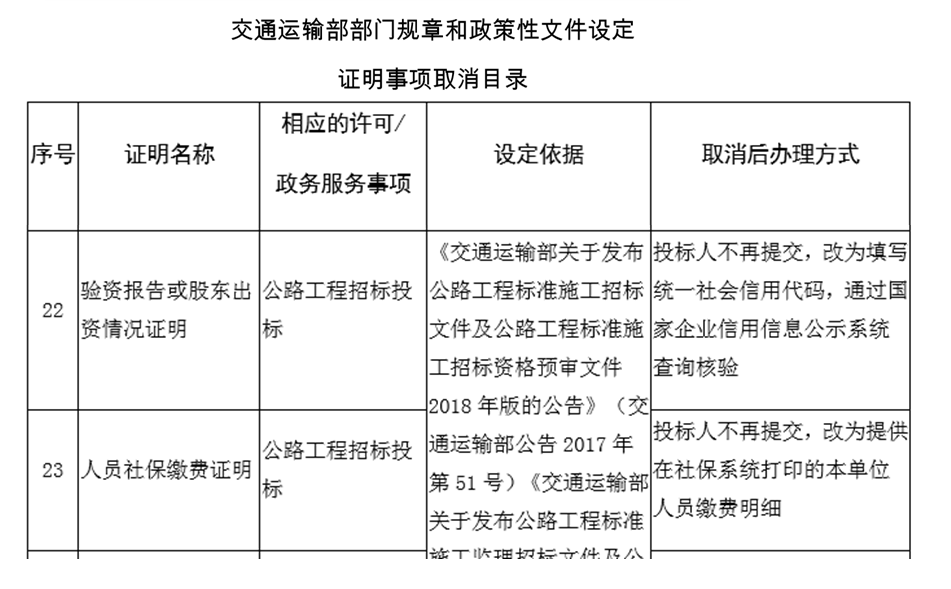 交通运输部部门规章和政策性文件设定
证明事项取消目录
序号
证明名称
相应的许可/
政务服务事项
设定依据
取消后办理方式
22
验资报告或股东出
资情况证明
公路工程招标投
标
《交通运输部关于发布
公路工程标准施工招标
文件及公路工程标准施
工招标资格预审文件
2018 年版的公告》（交
通运输部公告 2017 年
第 51 号）《交通运输部
关于发布公路工程标准
施工监理招标文件及公
投标人不再提交，改为填写
统一社会信用代码，通过国
家企业信用信息公示系统
查询核验
23
人员社保缴费证明
公路工程招标投
标
投标人不再提交，改为提供
在社保系统打印的本单位
人员缴费明细